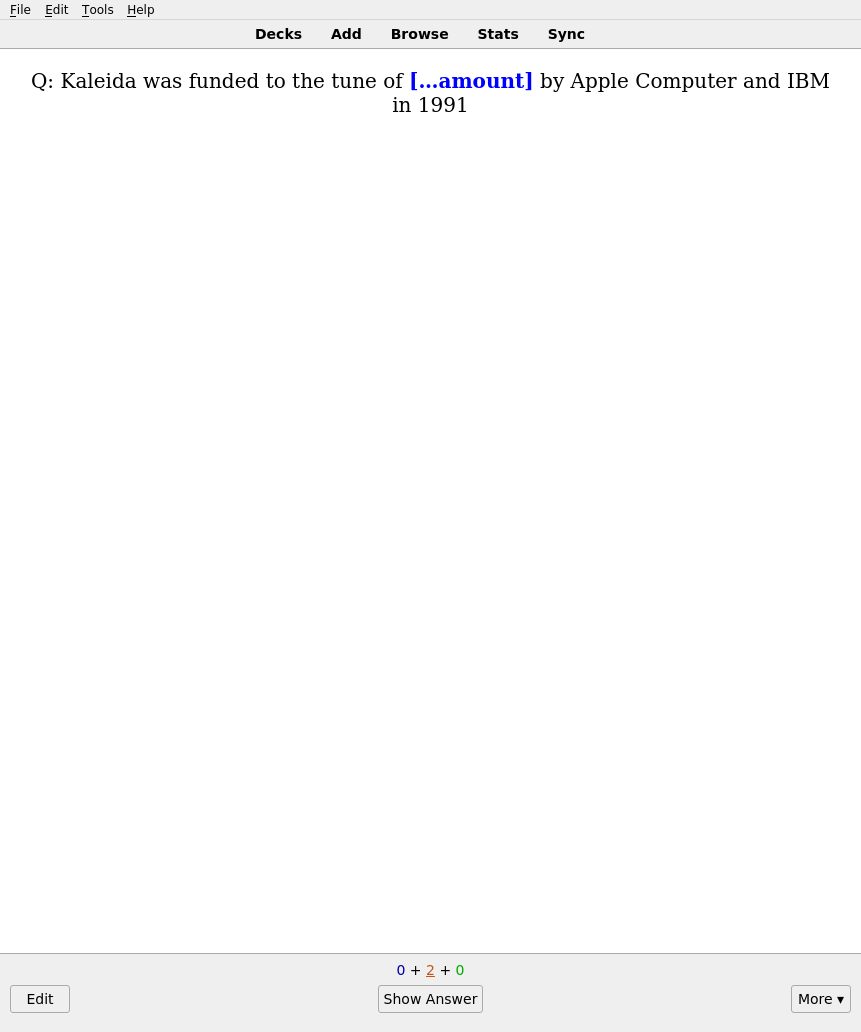 File Edit Tools Help
Decks Add Browse Stats Sync
Q: Kaleida was funded to the tune of [...amount] by Apple Computer and IBM
in 1991
0 + 2 + 0
Edit Show Answer More ▾